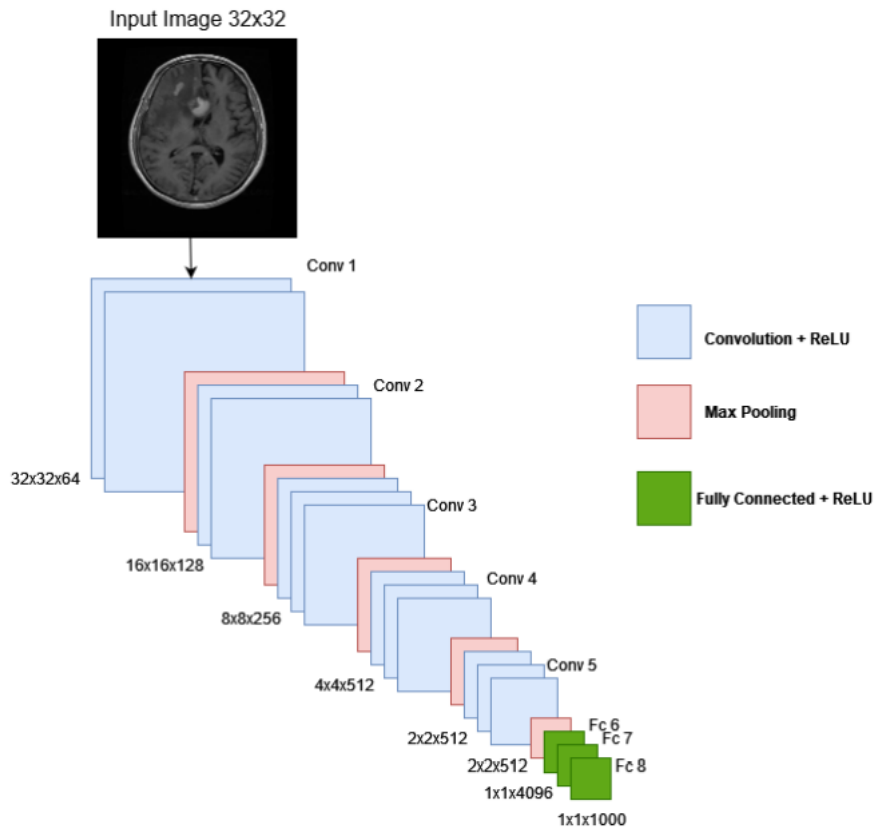 Input Image 32x32
Conv 1
Convolution + ReLU
Conv 2
Max Pooling
32x32x64
Fully Connected + ReLU
Conv 3
16x16x128
Conv 4
8x8x256
Conv 5
4x4x512
Fc 6
2x2x512
Fc 7
2x2x512
Fc 8
1x1x4096
1x1x1000